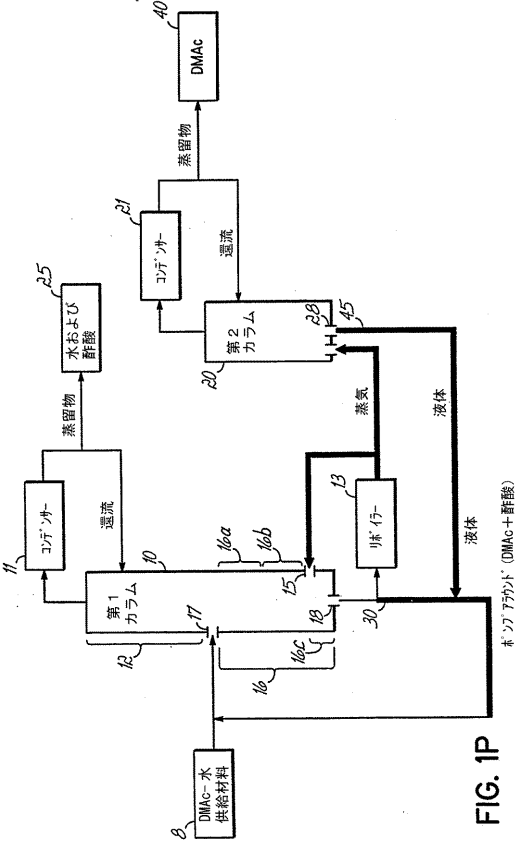 40
DMAc
蒸留物
21
コンデンサー
還流
25
水および
酢酸
蒸留物
11
コンデンサー
還流
第2
カラム
20
28
45
蒸気
液体
13
リボイラー
第1
カラム
10
12
17
16a
16b
15
18
16
16c
30
液体
ポンプアラウンド(DMAc+酢酸)
8
DMAc-水
供給材料
FIG. 1P